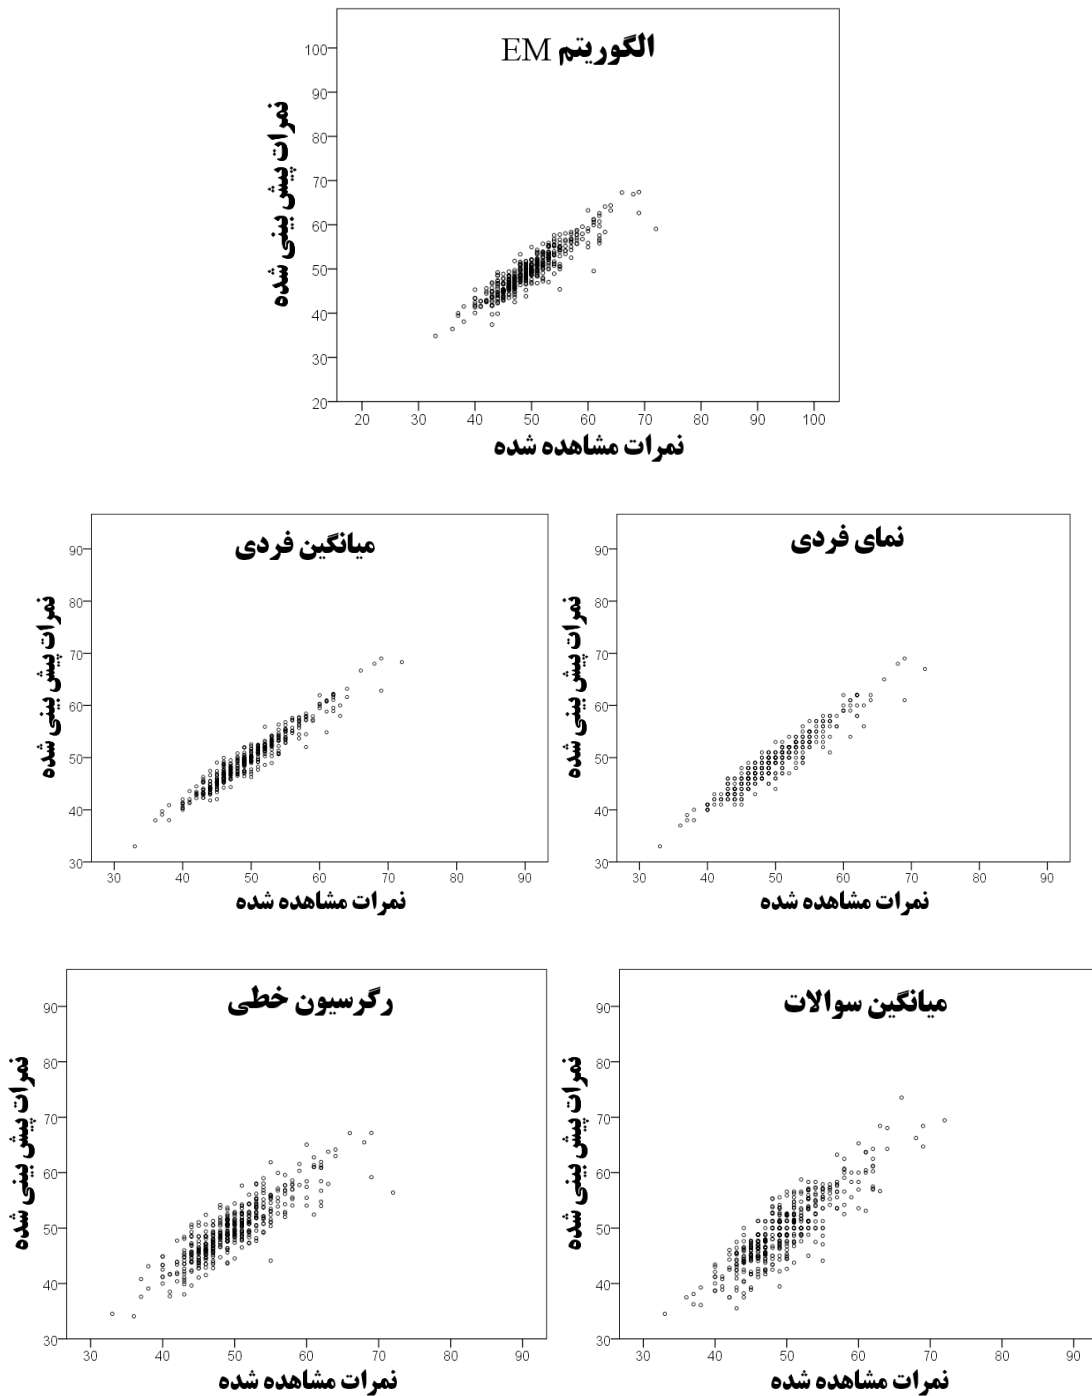 الگوریتم EM
100
90
80
70
60
50
40
30
20
نمرات پیش بینی شده
20 30 40 50 60 70 80 90 100
نمرات مشاهده شده
میانگین فردی
90
80
70
60
50
40
30
نمرات پیش بینی شده
30 40 50 60 70 80 90
نمرات مشاهده شده
نمای فردی
90
80
70
60
50
40
30
نمرات پیش بینی شده
30 40 50 60 70 80 90
نمرات مشاهده شده
رگرسیون خطی
90
80
70
60
50
40
30
نمرات پیش بینی شده
30 40 50 60 70 80 90
نمرات مشاهده شده
میانگین سوالات
90
80
70
60
50
40
30
نمرات پیش بینی شده
30 40 50 60 70 80 90
نمرات مشاهده شده